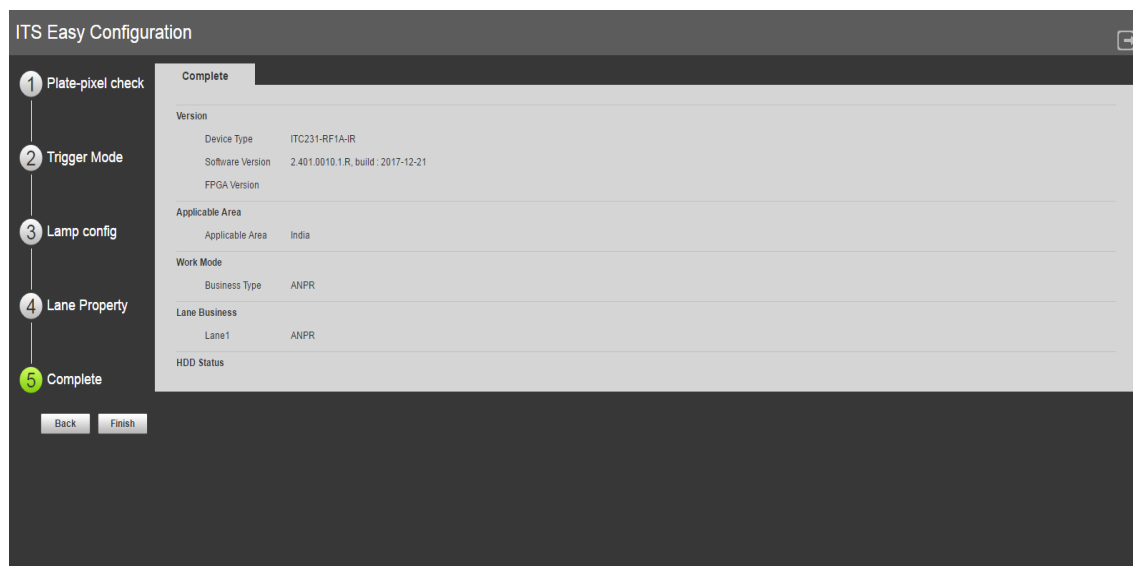 ITS Easy Configuration
1 Plate-pixel check
2 Trigger Mode
3 Lamp config
4 Lane Property
5 Complete
Back Finish
Complete
Version
Device Type ITC231-RF1A-IR
Software Version 2.401.0010.1.R, build : 2017-12-21
FPGA Version
Applicable Area
Applicable Area India
Work Mode
Business Type ANPR
Lane Business
Lane1 ANPR
HDD Status